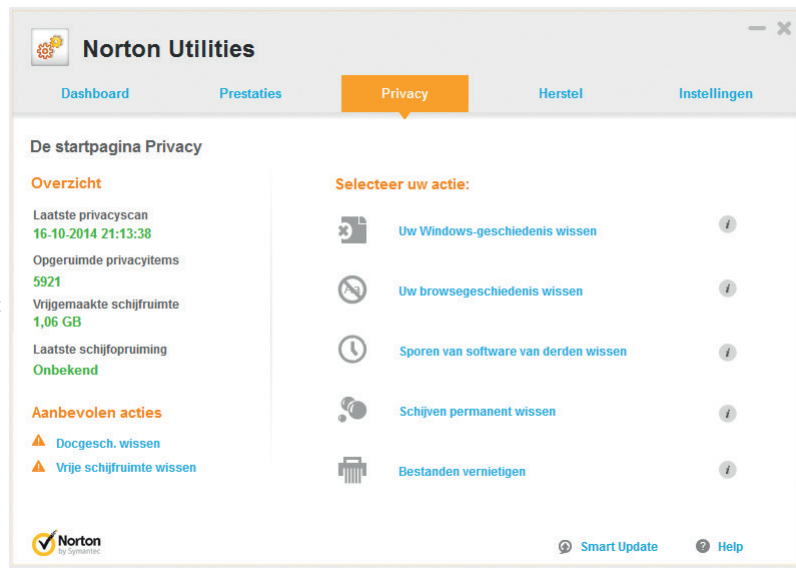 Norton Utilities
Dashboard
Prestaties
Privacy
Herstel
Instellingen
De startpagina Privacy
Overzicht
Laatste privacyscan
16-10-2014 21:13:38
Opgeruimde privacyitems
5921
Vrijgemaakte schijfruimte
1,06 GB
Laatste schijfopruiming
Onbekend
Aanbevolen acties
Docgesch. wissen
Vrije schijfruimte wissen
Selecteer uw actie:
Uw Windows-geschiedenis wissen
i
Aa
Uw browsegeschiedenis wissen
i
Sporen van software van derden wissen
i
Schijven permanent wissen
i
Bestanden vernietigen
i
Norton
by Symantec
Smart Update
? Help